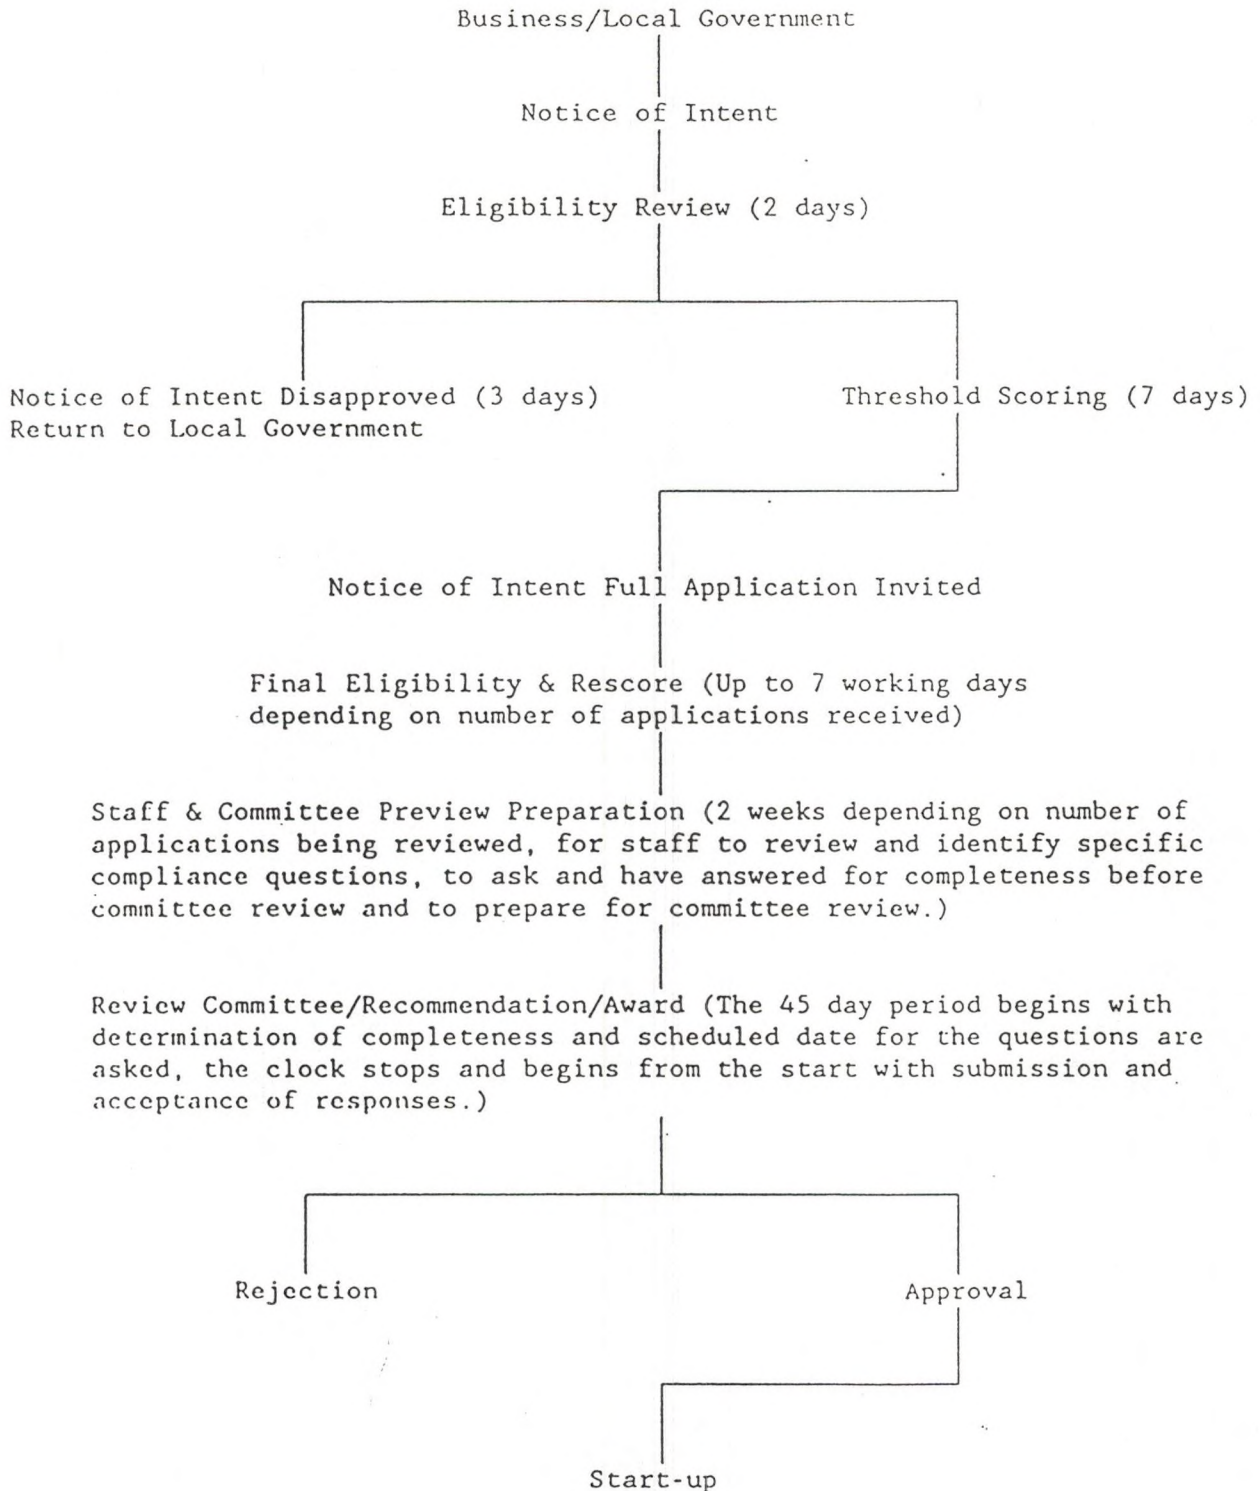 Business/Local Government
Notice of Intent
Eligibility Review (2 days)
Notice of Intent Disapproved (3 days)
Return to Local Government
Threshold Scoring (7 days)
Notice of Intent Full Application Invited
Final Eligibility & Rescore (Up to 7 working days
depending on number of applications received)
Staff & Committee Preview Preparation (2 weeks depending on number of
applications being reviewed, for staff to review and identify specific
compliance questions, to ask and have answered for completeness before
committee review and to prepare for committee review.)
Review Committee/Recommendation/Award (The 45 day period begins with
determination of completeness and scheduled date for the questions are
asked, the clock stops and begins from the start with submission and
acceptance of responses.)
Rejection
Approval
Start-up